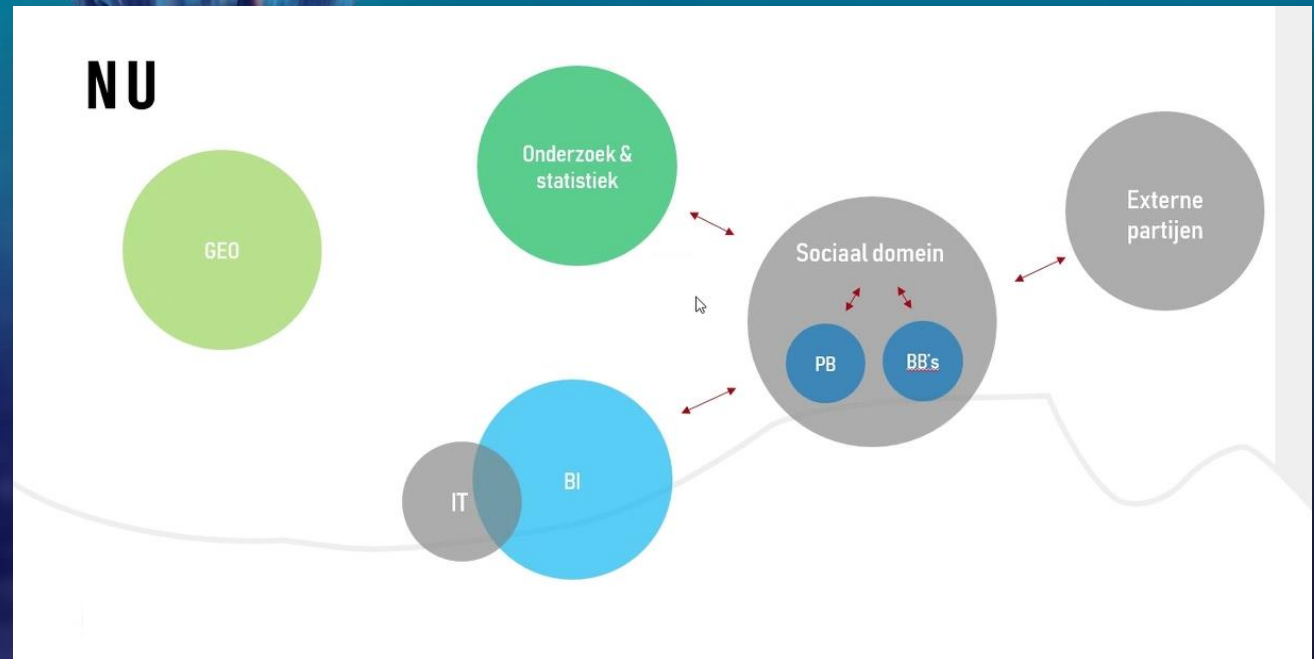 NU
Onderzoek &
statistiek
Externe
partijen
GEO
Sociaal domein
PB
BB's
IT
BI